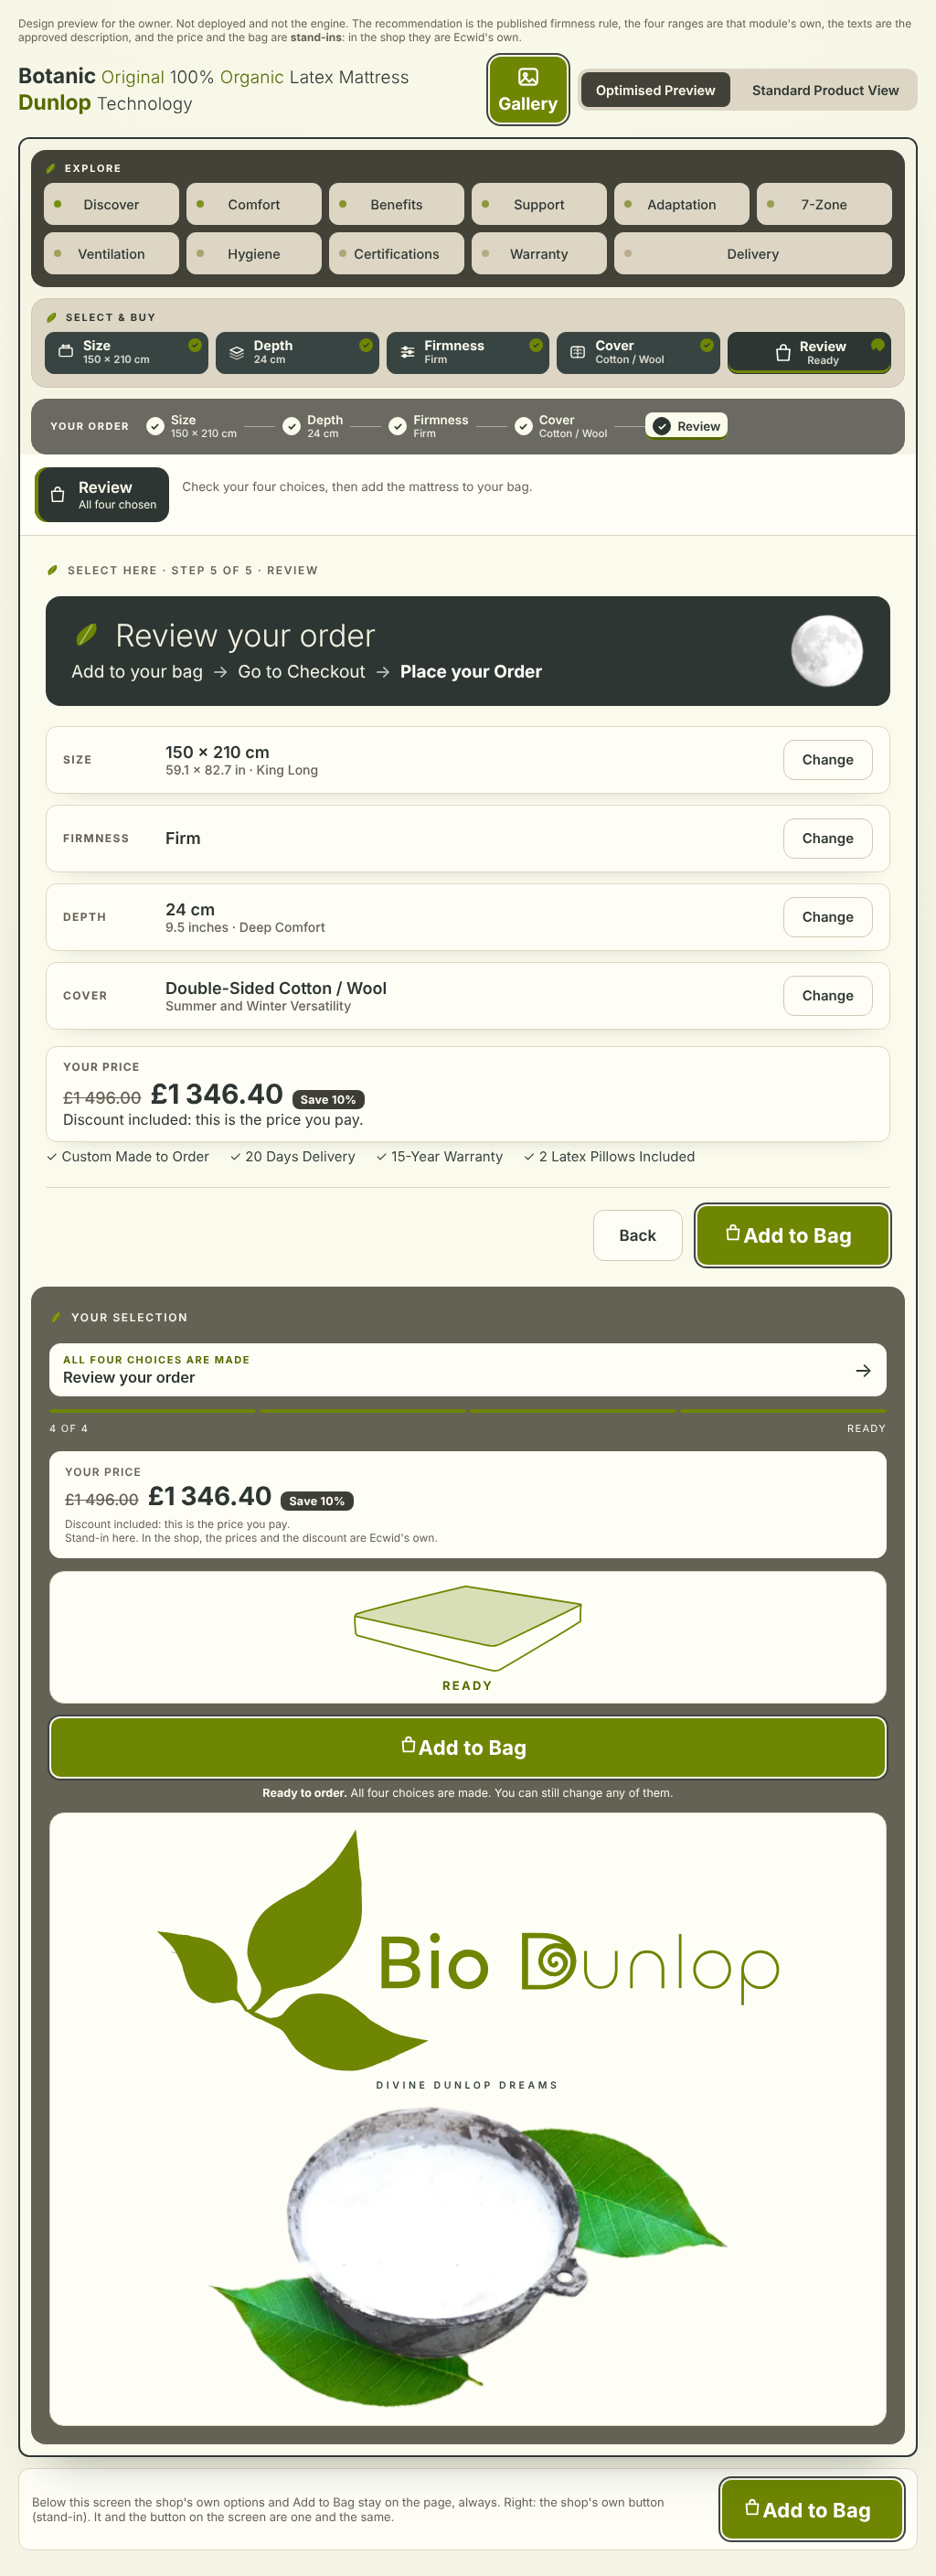 Design preview for the owner. Not deployed and not the engine. The recommendation is the published firmness rule, the four ranges are that module's own, the texts are the
approved description, and the price and the bag are stand-ins: in the shop they are Ecwid's own.
Botanic Original 100% Organic Latex Mattress
Dunlop Technology
Gallery
Optimised Preview
Standard Product View
EXPLORE
Discover
Comfort
Benefits
Support
Adaptation
7-Zone
Ventilation
Hygiene
Certifications
Warranty
Delivery
SELECT & BUY
Size
150 × 210 cm
Depth
24 cm
Firmness
Firm
Cover
Cotton / Wool
Review
Ready
YOUR ORDER
Size
150 × 210 cm
Depth
24 cm
Firmness
Firm
Cover
Cotton / Wool
Review
Review
All four chosen
Check your four choices, then add the mattress to your bag.
SELECT HERE · STEP 5 OF 5 · REVIEW
Review your order
Add to your bag → Go to Checkout → Place your Order
SIZE
150 × 210 cm
59.1 × 82.7 in · King Long
Change
FIRMNESS
Firm
Change
DEPTH
24 cm
9.5 inches · Deep Comfort
Change
COVER
Double-Sided Cotton / Wool
Summer and Winter Versatility
Change
YOUR PRICE
£1 496.00 £1 346.40 Save 10%
Discount included: this is the price you pay.
✓ Custom Made to Order ✓ 20 Days Delivery ✓ 15-Year Warranty ✓ 2 Latex Pillows Included
Back
Add to Bag
YOUR SELECTION
ALL FOUR CHOICES ARE MADE
Review your order →
4 OF 4
READY
YOUR PRICE
£1 496.00 £1 346.40 Save 10%
Discount included: this is the price you pay.
Stand-in here. In the shop, the prices and the discount are Ecwid's own.
READY
Add to Bag
Ready to order. All four choices are made. You can still change any of them.
Bio Dunlop
DIVINE DUNLOP DREAMS
Below this screen the shop's own options and Add to Bag stay on the page, always. Right: the shop's own button
(stand-in). It and the button on the screen are one and the same.
Add to Bag